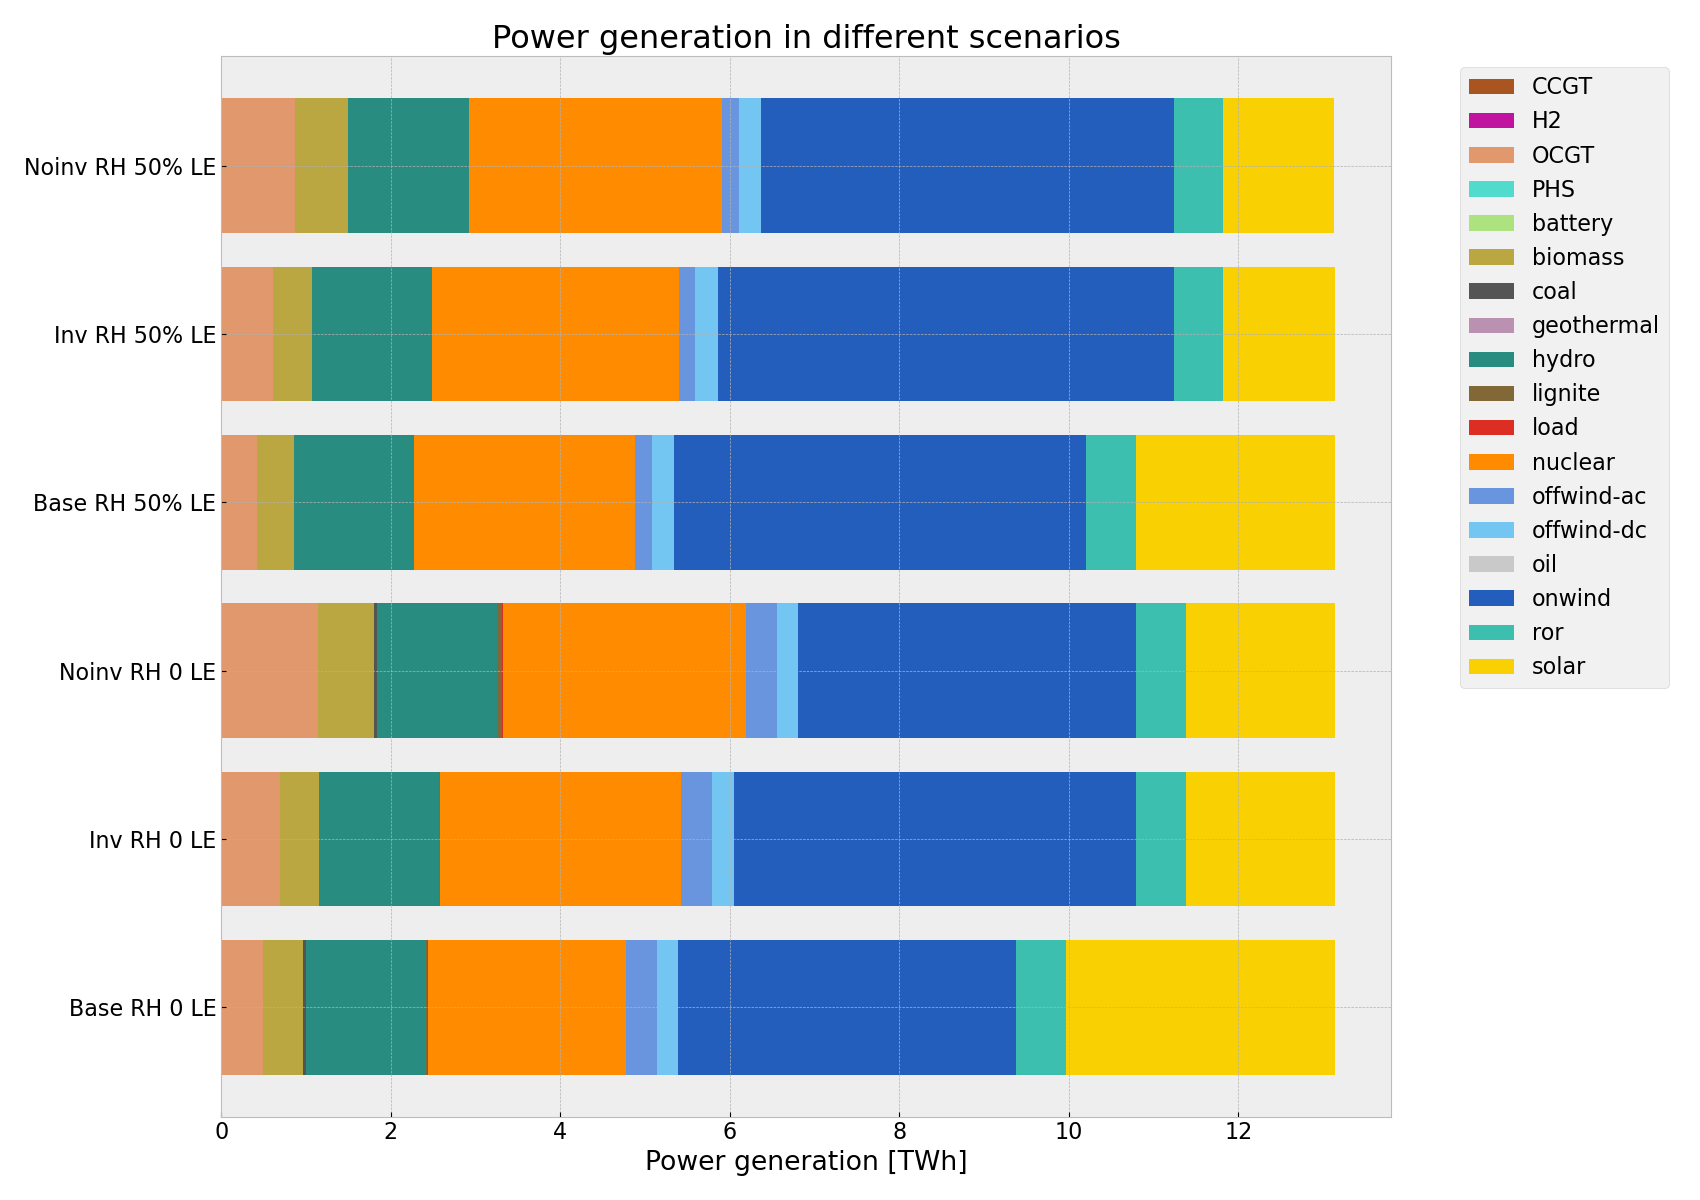 Power generation in different scenarios
Noinv RH 50% LE
Inv RH 50% LE
Base RH 50% LE
Noinv RH 0 LE
Inv RH 0 LE
Base RH 0 LE
0 2 4 6 8 10 12
Power generation [TWh]
CCGT
H2
OCGT
PHS
battery
biomass
coal
geothermal
hydro
lignite
load
nuclear
offwind-ac
offwind-dc
oil
onwind
ror
solar